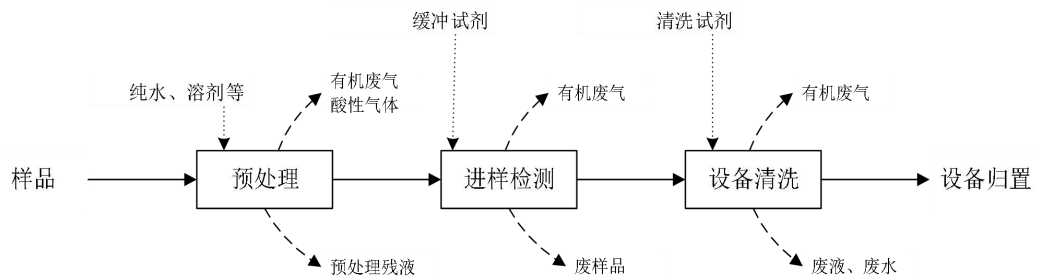 缓冲试剂
清洗试剂
纯水、溶剂等
有机废气
酸性气体
有机废气
有机废气
样品
预处理
进样检测
设备清洗
设备归置
预处理残液
废样品
废液、废水